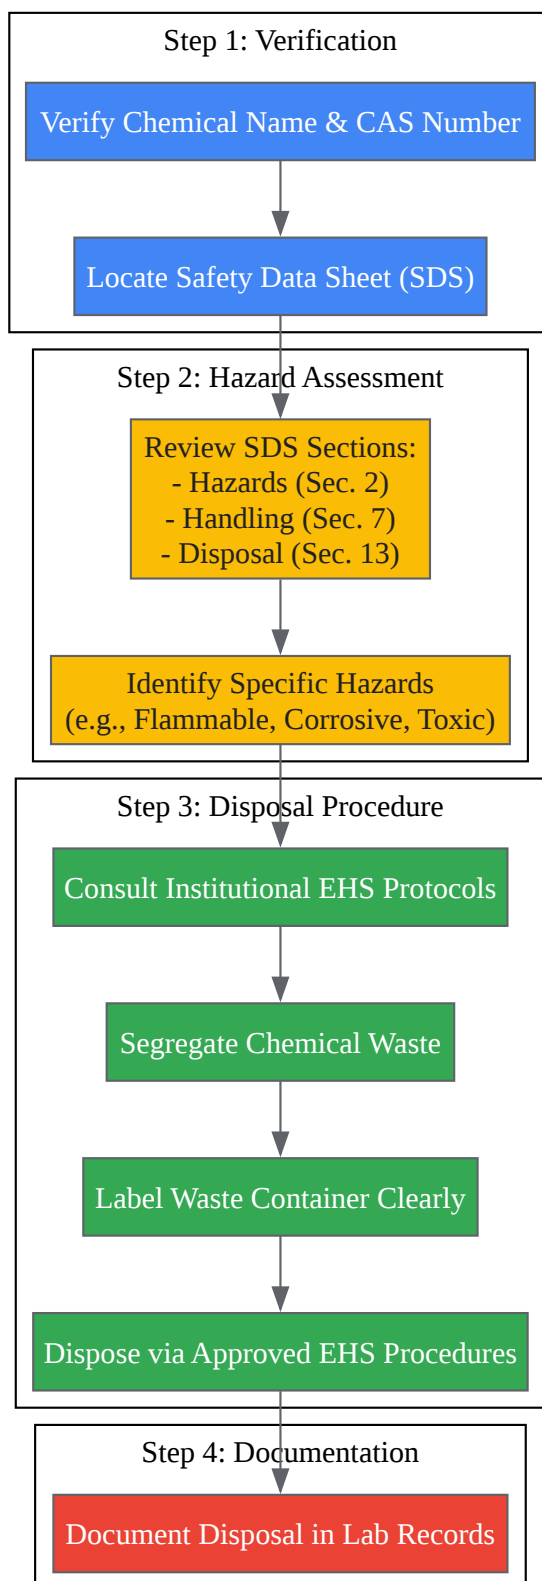 Step 1: Verification
Verify Chemical Name & CAS Number
Locate Safety Data Sheet (SDS)
Step 2: Hazard Assessment
Review SDS Sections:
- Hazards (Sec. 2)
- Handling (Sec. 7)
- Disposal (Sec. 13)
Identify Specific Hazards
(e.g., Flammable, Corrosive, Toxic)
Step 3: Disposal Procedure
Consult Institutional EHS Protocols
Segregate Chemical Waste
Label Waste Container Clearly
Dispose via Approved EHS Procedures
Step 4: Documentation
Document Disposal in Lab Records